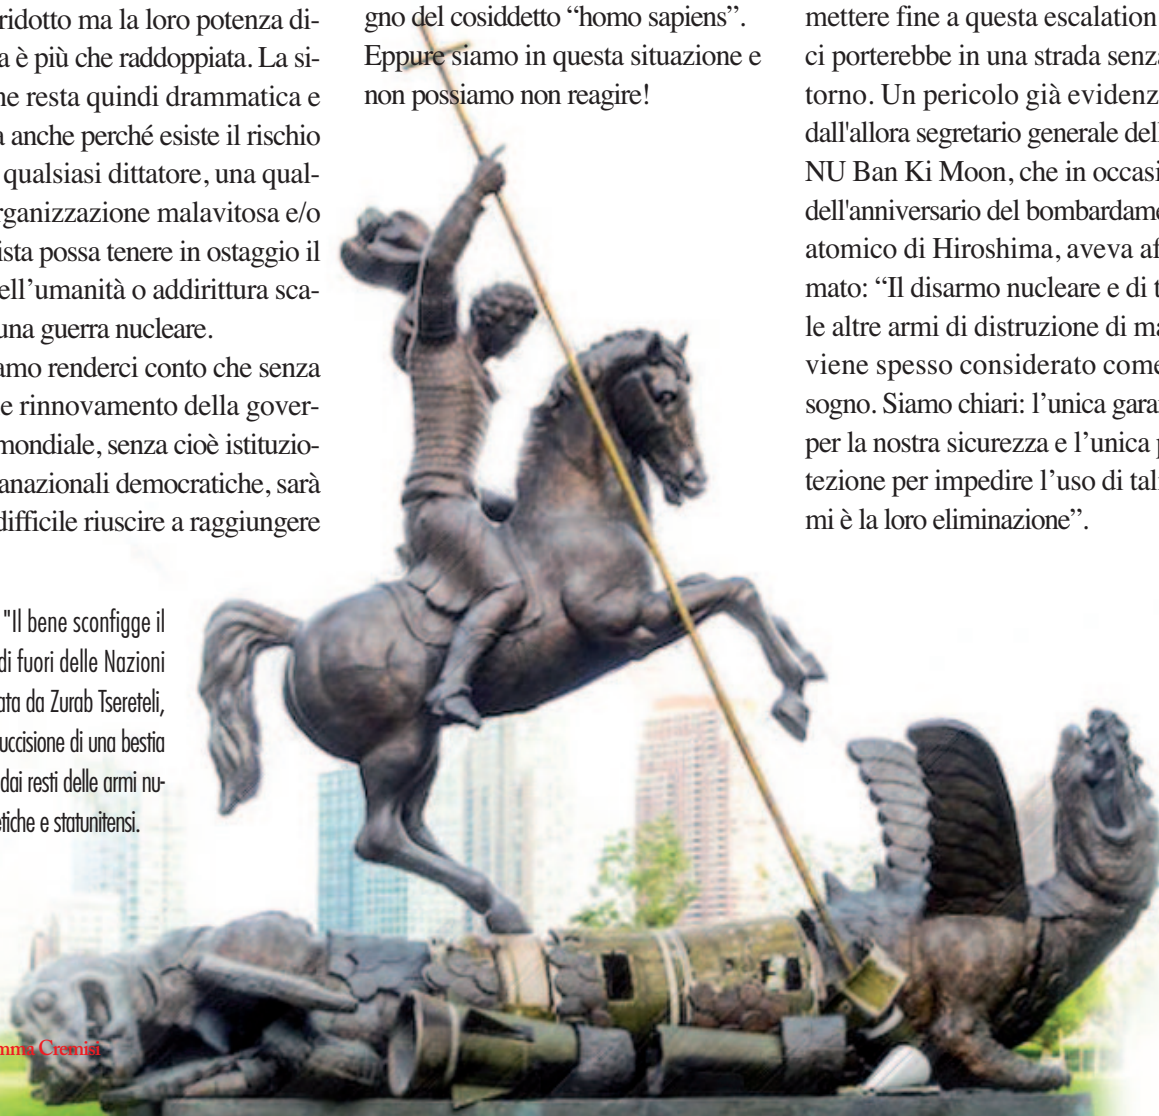 ridotto ma la loro potenza di-
a è più che raddoppiata. La si-
ne resta quindi drammatica e
a anche perché esiste il rischio
qualsiasi dittatore, una qual-
rganizzazione malavitosa e/o
ista possa tenere in ostaggio il
ell’umanità o addirittura sca-
una guerra nucleare.
amo renderci conto che senza
e rinnovamento della gover-
mondiale, senza cioè istituzio-
anazionali democratiche, sarà
difficile riuscire a raggiungere
gno del cosiddetto “homo sapiens”.
Eppure siamo in questa situazione e
non possiamo non reagire!
mettere fine a questa escalation
ci porterebbe in una strada senz
torno. Un pericolo già evidenz
dall'allora segretario generale del
NU Ban Ki Moon, che in occasi
dell'anniversario del bombardam
atomico di Hiroshima, aveva af
mato: “Il disarmo nucleare e di t
le altre armi di distruzione di ma
viene spesso considerato come
sogno. Siamo chiari: l’unica gara
per la nostra sicurezza e l’unica p
tezione per impedire l’uso di tal
mi è la loro eliminazione”.
"Il bene sconfigge il
di fuori delle Nazioni
ata da Zurab Tsereteli,
uccisione di una bestia
dai resti delle armi nu-
etiche e statunitensi.
mma Cremisi